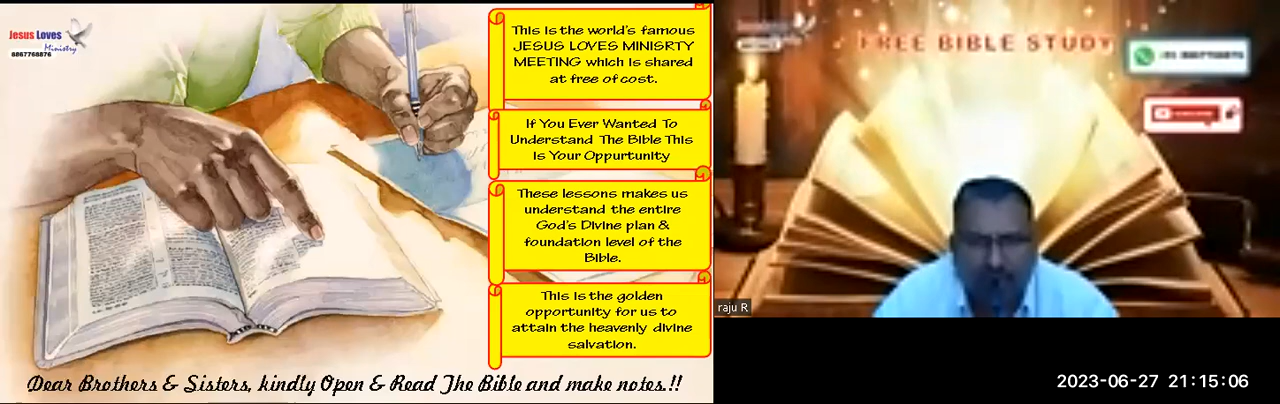 Jesus Loves
Ministry
8867768876
This is the world's famous
JESUS LOVES MINISRTY
MEETING which is shared
at free of cost.
If You Ever Wanted To
Understand The Bible This
is Your Oppurtunity
These lessons makes us
understand the entire
God's Divine plan &
foundation level of the
Bible.
This is the golden
opportunity for us to
attain the heavenly divine
salvation.
Dear Brothers & Sisters, kindly Open & Read The Bible and make notes.!!
FREE BIBLE STUDY
raju R
2023-06-27 21:15:06